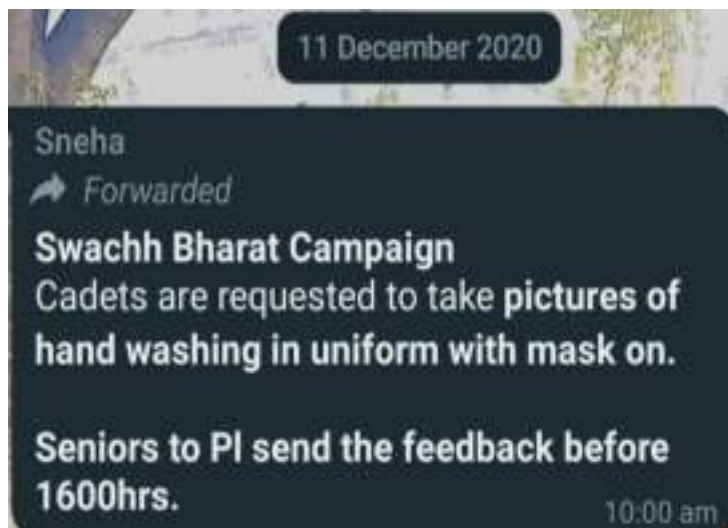 11 December 2020
Sneha
Forwarded
Swachh Bharat Campaign
Cadets are requested to take pictures of
hand washing in uniform with mask on.
Seniors to Pl send the feedback before
1600hrs.
10:00 am